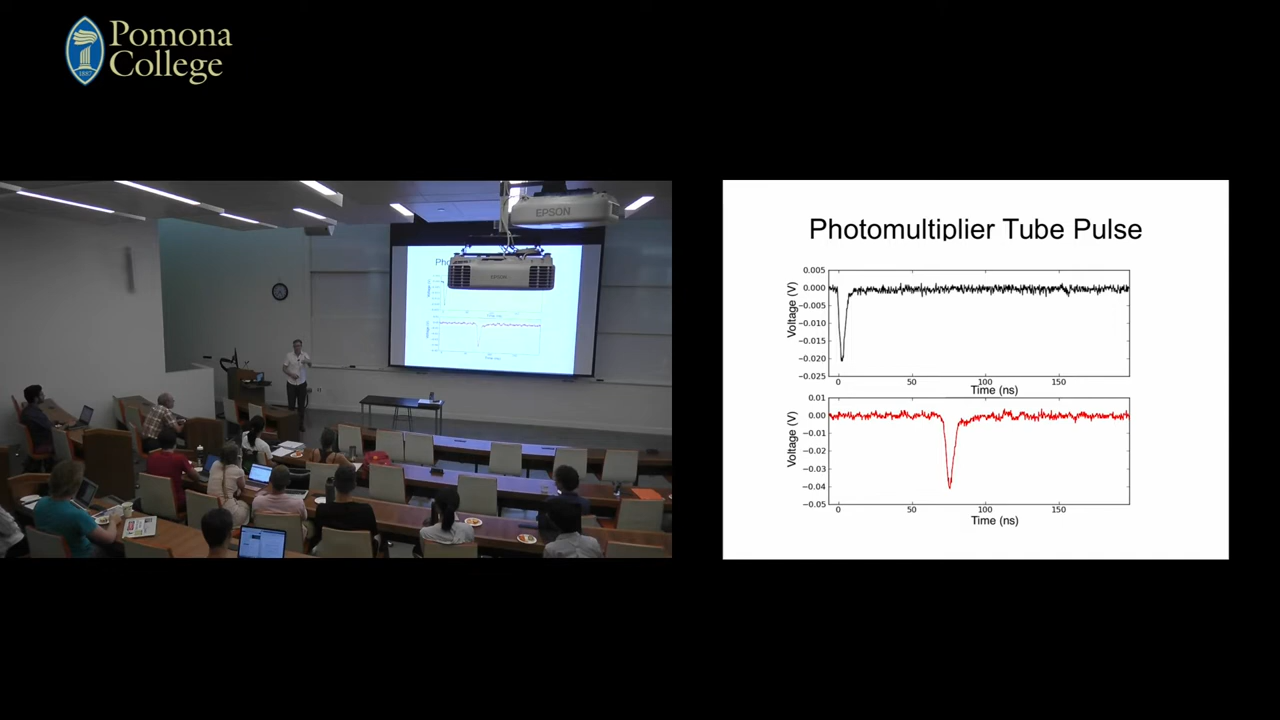 Pomona
College
1887
EPSON
EPSON
Photomultiplier Tube Pulse
0.005
0.000
−0.005
−0.010
−0.015
−0.020
−0.025
Voltage (V)
0 50 100 150
Time (ns)
0.01
0.00
−0.01
−0.02
−0.03
−0.04
−0.05
Voltage (V)
0 50 100 150
Time (ns)